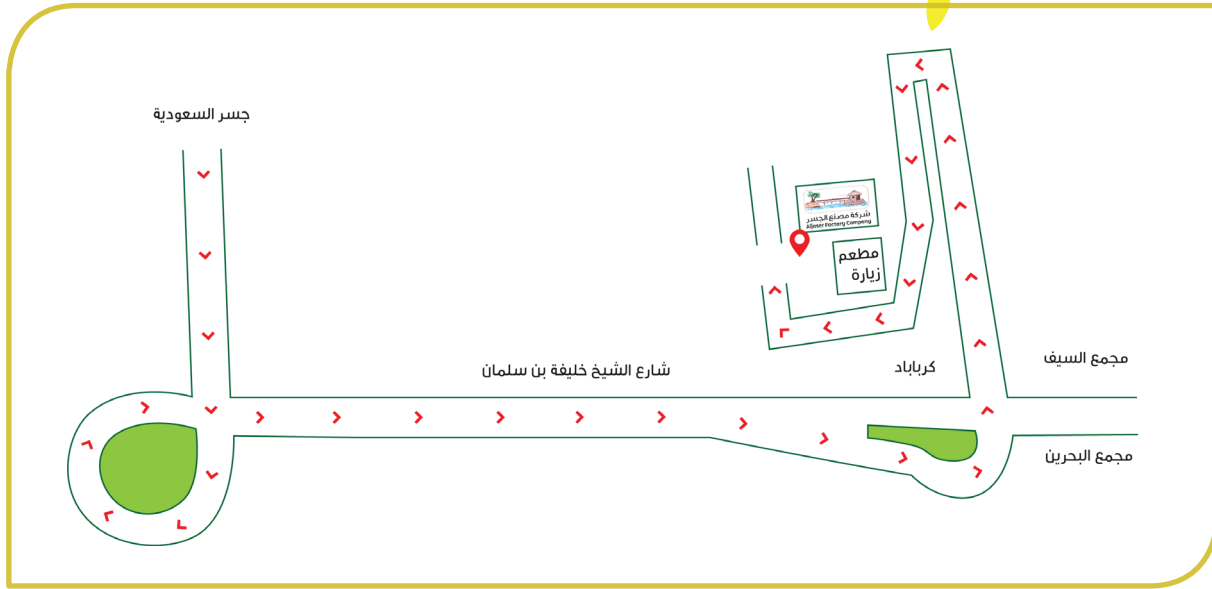 جسر السعودية
شركة مصنع الجسر
Aljeser Factory Company
مطعم
زيارة
مجمع السيف
كرباباد
شارع الشيخ خليفة بن سلمان
مجمع البحرين